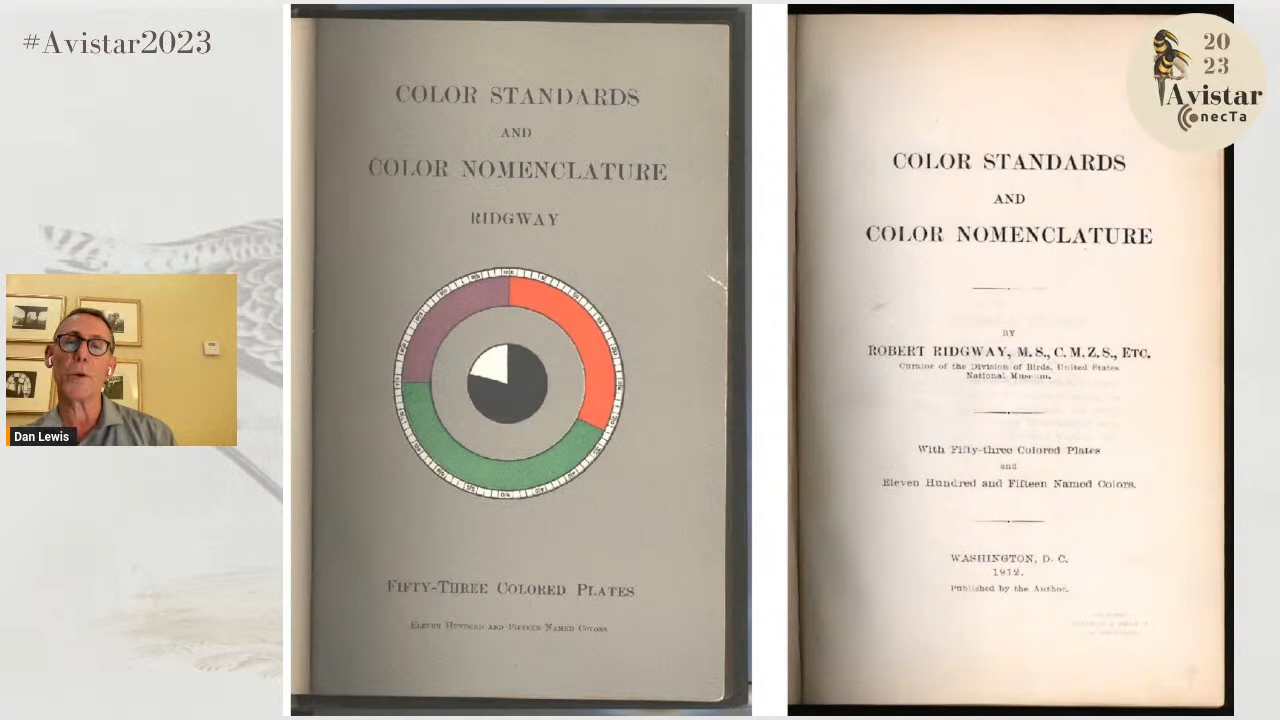 #Avistar2023
COLOR STANDARDS
AND
COLOR NOMENCLATURE
RIDGWAY
FIFTY-THREE COLORED PLATES
ELEVEN HUNDRED AND FIFTEEN NAMED COLORS
COLOR STANDARDS
AND
COLOR NOMENCLATURE
BY
ROBERT RIDGWAY, M. S., C. M. Z. S., ETC.
Curator of the Division of Birds, United States
National Museum.
With Fifty-three Colored Plates
and
Eleven Hundred and Fifteen Named Colors.
WASHINGTON, D. C.
1912.
Published by the Author.
20
23
Avistar
ConecTa
Dan Lewis